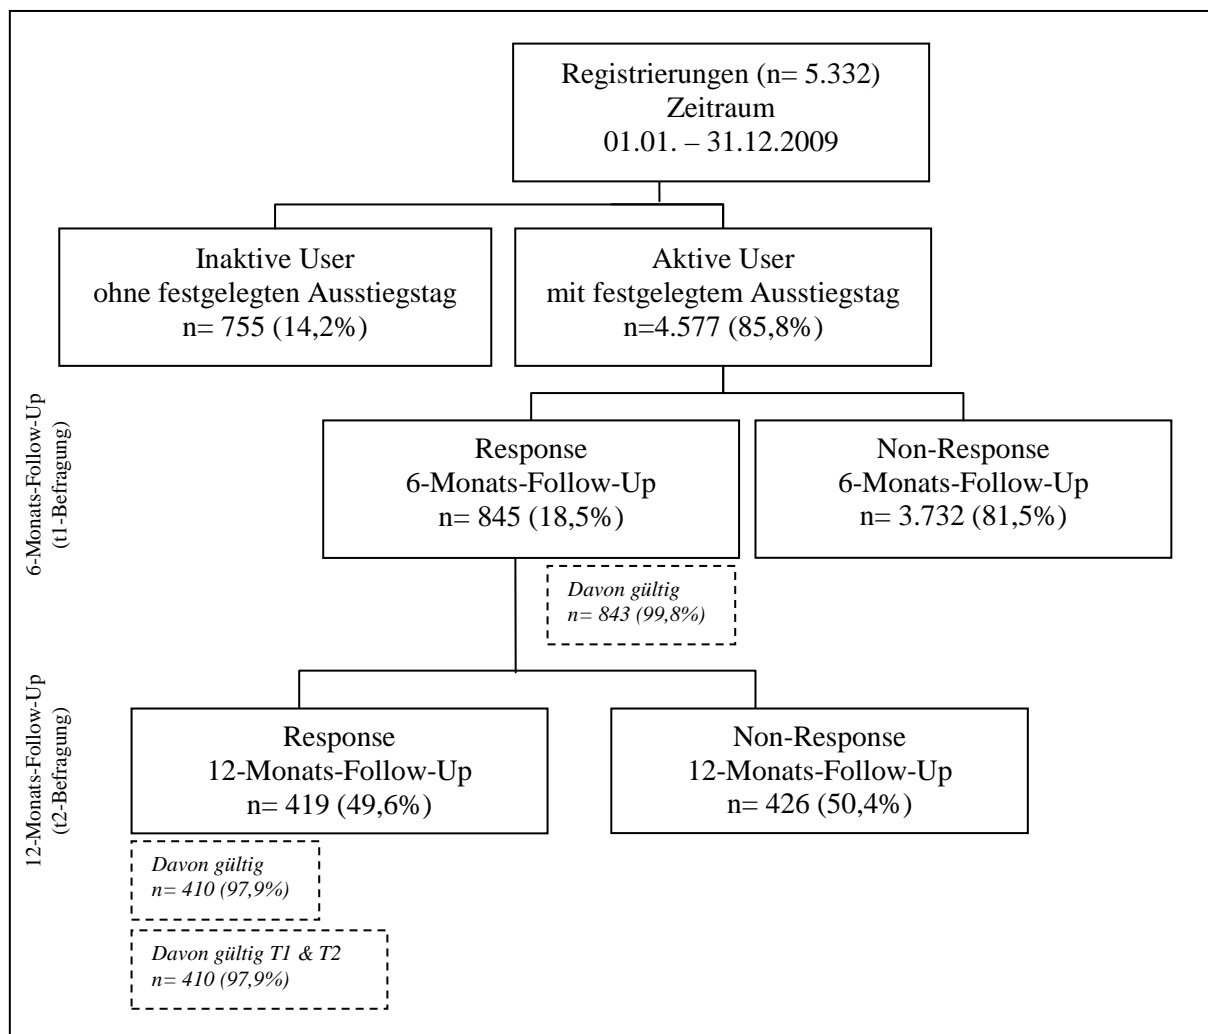 Registrierungen (n= 5.332)
Zeitraum
01.01. – 31.12.2009
Inaktive User
ohne festgelegten Ausstiegstag
n= 755 (14,2%)
Aktive User
mit festgelegtem Ausstiegstag
n=4.577 (85,8%)
6-Monats-Follow-Up
(t1-Befragung)
Response
6-Monats-Follow-Up
n= 845 (18,5%)
Non-Response
6-Monats-Follow-Up
n= 3.732 (81,5%)
Davon gültig
n= 843 (99,8%)
12-Monats-Follow-Up
(t2-Befragung)
Response
12-Monats-Follow-Up
n= 419 (49,6%)
Non-Response
12-Monats-Follow-Up
n= 426 (50,4%)
Davon gültig
n= 410 (97,9%)
Davon gültig T1 & T2
n= 410 (97,9%)